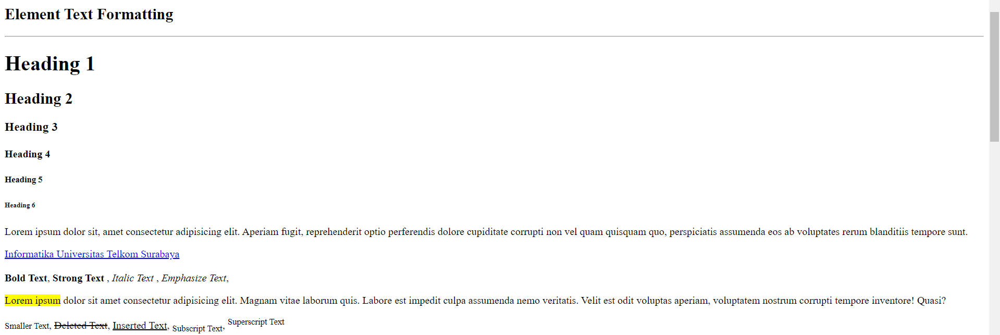 Element Text Formatting
Heading 1
Heading 2
Heading 3
Heading 4
Heading 5
Heading 6
Lorem ipsum dolor sit, amet consectetur adipisicing elit. Aperiam fugit, reprehenderit optio perferendis dolore cupiditate corrupti non vel quam quisquam quo, perspiciatis assumenda eos ab voluptates rerum blanditiis tempore sunt.
Informatika Universitas Telkom Surabaya
Bold Text, Strong Text , Italic Text , Emphasize Text,
Lorem ipsum dolor sit amet consectetur adipisicing elit. Magnam vitae laborum quis. Labore est impedit culpa assumenda nemo veritatis. Velit est odit voluptas aperiam, voluptatem nostrum corrupti tempore inventore! Quasi?
Smaller Text, Deleted Text, Inserted Text, Subscript Text, Superscript Text